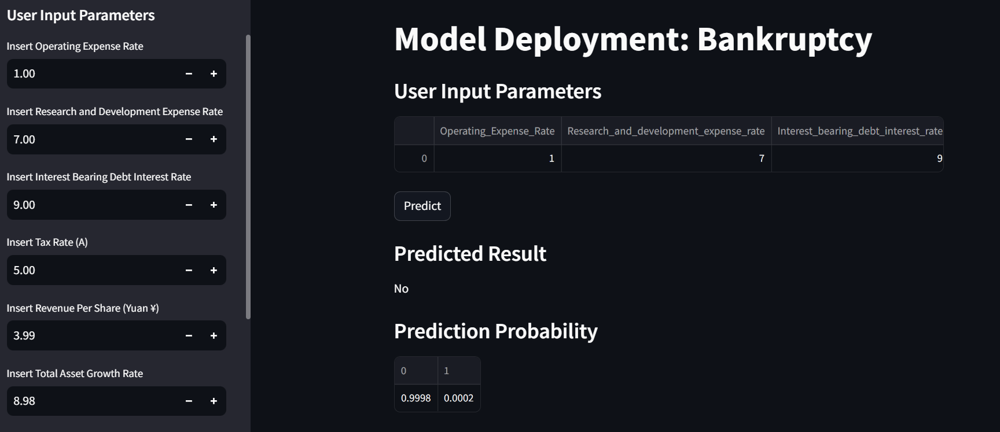 User Input Parameters
Insert Operating Expense Rate
1.00 − +
Insert Research and Development Expense Rate
7.00 − +
Insert Interest Bearing Debt Interest Rate
9.00 − +
Insert Tax Rate (A)
5.00 − +
Insert Revenue Per Share (Yuan ¥)
3.99 − +
Insert Total Asset Growth Rate
8.98 − +
Model Deployment: Bankruptcy
User Input Parameters
Operating_Expense_Rate Research_and_development_expense_rate Interest_bearing_debt_interest_rate
0 1 7 9
Predict
Predicted Result
No
Prediction Probability
0 1
0.9998 0.0002